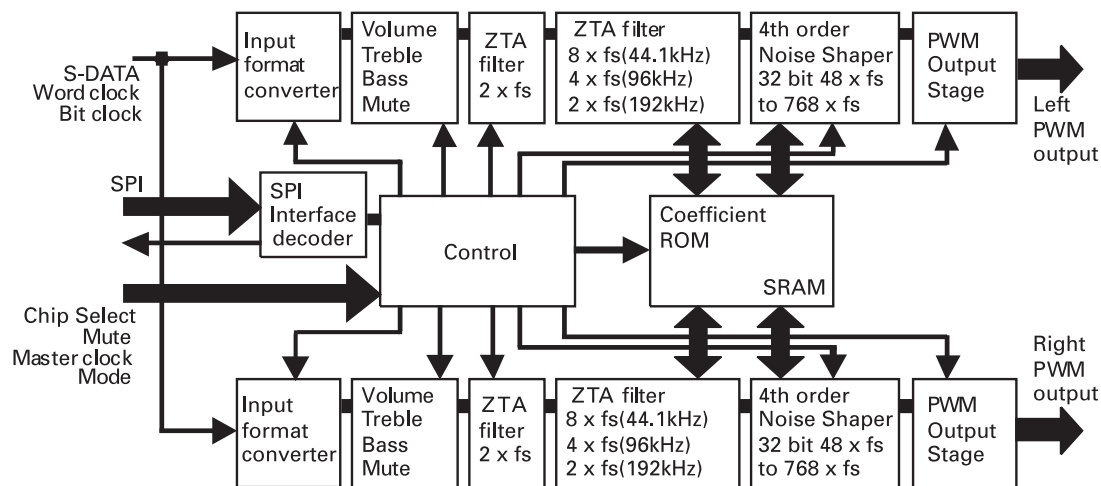 S-DATA
Word clock
Bit clock
Input
format
converter
Volume
Treble
Bass
Mute
ZTA
filter
2 x fs
ZTA filter
8 x fs(44.1kHz)
4 x fs(96kHz)
2 x fs(192kHz)
4th order
Noise Shaper
32 bit 48 x fs
to 768 x fs
PWM
Output
Stage
Left
PWM
output
SPI
SPI
Interface
decoder
Control
Coefficient
ROM
SRAM
Chip Select
Mute
Master clock
Mode
Input
format
converter
Volume
Treble
Bass
Mute
ZTA
filter
2 x fs
ZTA filter
8 x fs(44.1kHz)
4 x fs(96kHz)
2 x fs(192kHz)
4th order
Noise Shaper
32 bit 48 x fs
to 768 x fs
PWM
Output
Stage
Right
PWM
output